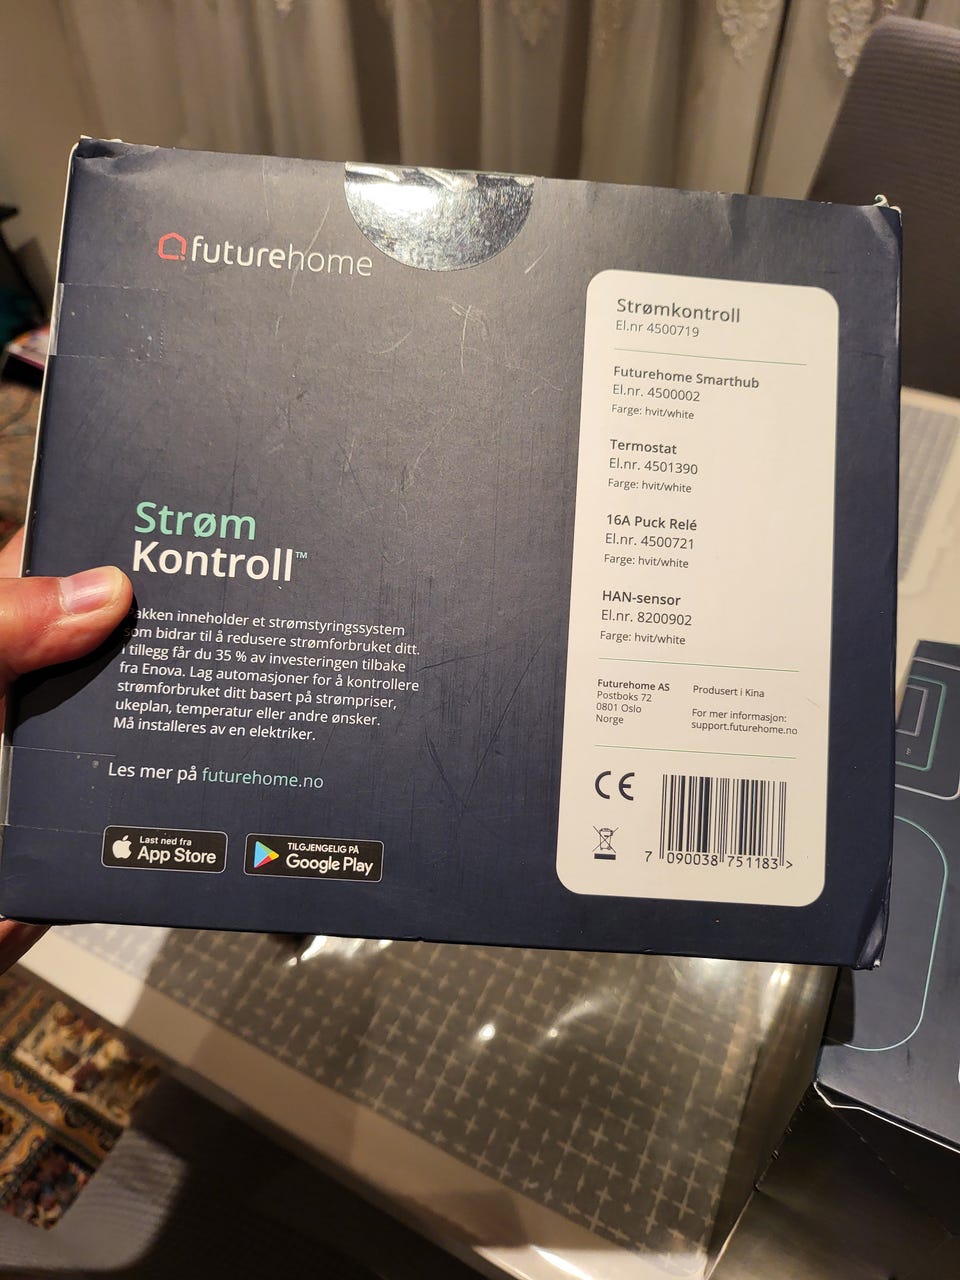 futurehome
Strøm
Kontroll™
akken inneholder et strømstyringssystem
som bidrar til å redusere strømforbruket ditt.
I tillegg får du 35 % av investeringen tilbake
fra Enova. Lag automasjoner for å kontrollere
strømforbruket ditt basert på strømpriser,
ukeplan, temperatur eller andre ønsker.
Må installeres av en elektriker.
Les mer på futurehome.no
Last ned fra
App Store
TILGJENGELIG PÅ
Google Play
Strømkontroll
El.nr 4500719
Futurehome Smarthub
El.nr. 4500002
Farge: hvit/white
Termostat
El.nr. 4501390
Farge: hvit/white
16A Puck Relé
El.nr. 4500721
Farge: hvit/white
HAN-sensor
El.nr. 8200902
Farge: hvit/white
Futurehome AS
Postboks 72
0801 Oslo
Norge
Produsert i Kina
For mer informasjon:
support.futurehome.no
CE
7 090038 751183 >